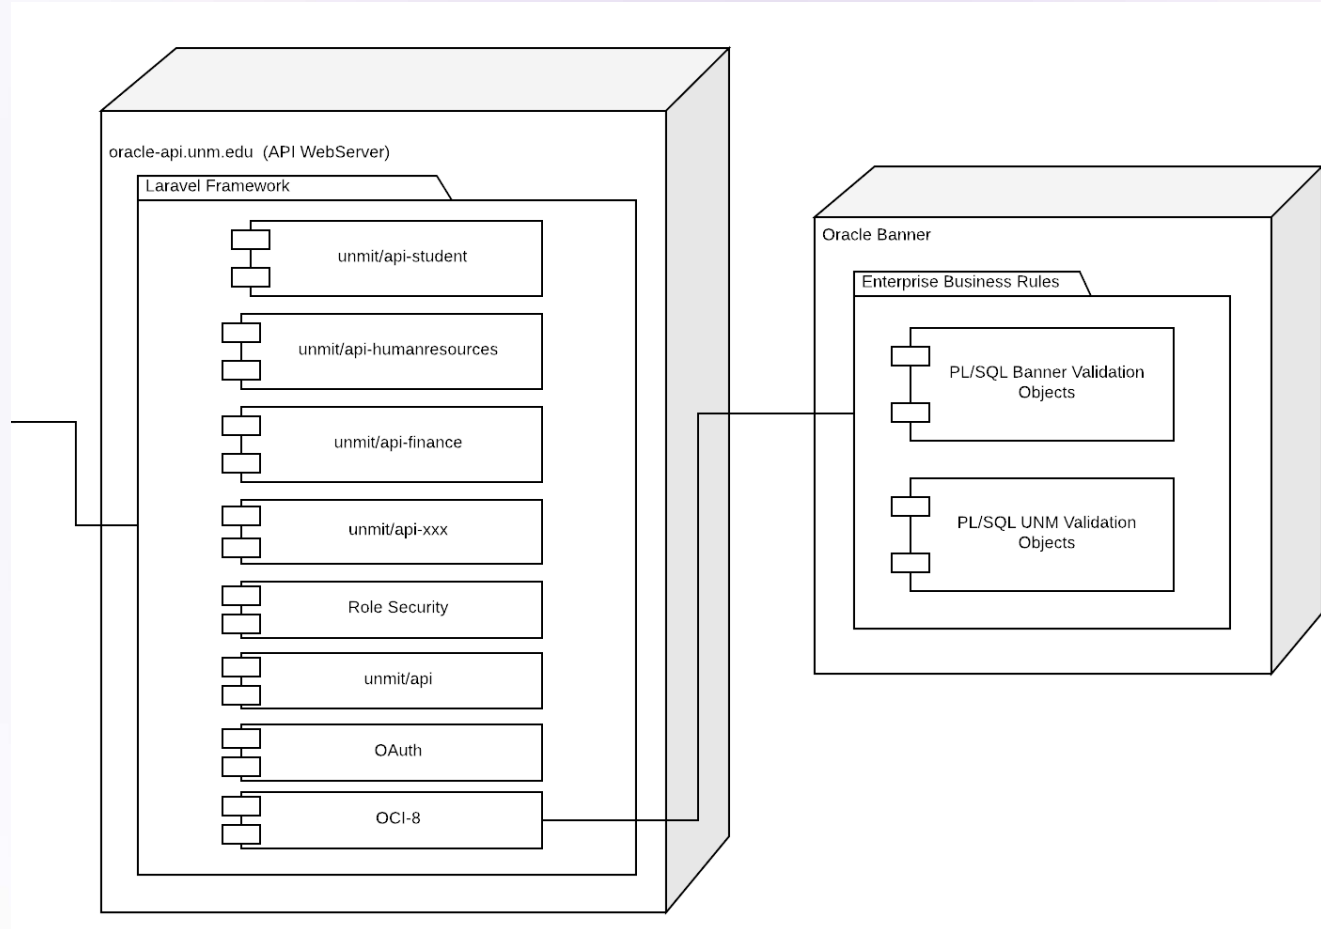 oracle-api.unm.edu (API WebServer)
Laravel Framework
unmit/api-student
unmit/api-humanresources
unmit/api-finance
unmit/api-xxx
Role Security
unmit/api
OAuth
OCI-8
Oracle Banner
Enterprise Business Rules
PL/SQL Banner Validation
Objects
PL/SQL UNM Validation
Objects